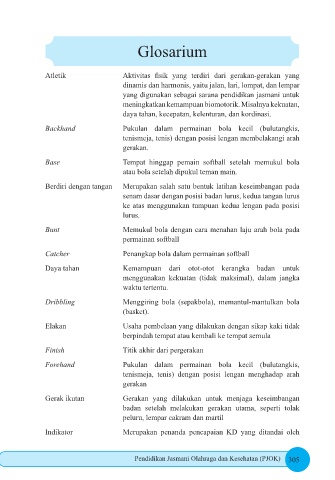 Glosarium
Atletik Aktivitas fisik yang terdiri dari gerakan-gerakan yang
dinamis dan harmonis, yaitu jalan, lari, lompat, dan lempar
yang digunakan sebagai sarana pendidikan jasmani untuk
meningkatkan kemampuan biomotorik. Misalnya kekuatan,
daya tahan, kecepatan, kelenturan, dan kordinasi.
Backhand Pukulan dalam permainan bola kecil (bulutangkis,
tenismeja, tenis) dengan posisi lengan membelakangi arah
gerakan.
Base Tempat hinggap pemain softball setelah memukul bola
atau bola setelah dipukul teman main.
Berdiri dengan tangan Merupakan salah satu bentuk latihan keseimbangan pada
senam dasar dengan posisi badan lurus, kedua tangan lurus
ke atas menggunakan tumpuan kedua lengan pada posisi
lurus.
Bunt Memukul bola dengan cara menahan laju arah bola pada
permainan softball
Catcher Penangkap bola dalam permainan softball
Daya tahan Kemampuan dari otot-otot kerangka badan untuk
menggunakan kekuatan (tidak maksimal), dalam jangka
waktu tertentu.
Dribbling Menggiring bola (sepakbola), memantul-mantulkan bola
(basket).
Elakan Usaha pembelaan yang dilakukan dengan sikap kaki tidak
berpindah tempat atau kembali ke tempat semula
Finish Titik akhir dari pergerakan
Forehand Pukulan dalam permainan bola kecil (bulutangkis,
tenismeja, tenis) dengan posisi lengan menghadap arah
gerakan
Gerak ikutan Gerakan yang dilakukan untuk menjaga keseimbangan
badan setelah melakukan gerakan utama, seperti tolak
peluru, lempar cakram dan martil
Indikator Merupakan penanda pencapaian KD yang ditandai oleh
Pendidikan Jasmani Olahraga dan Kesehatan (PJOK) 305